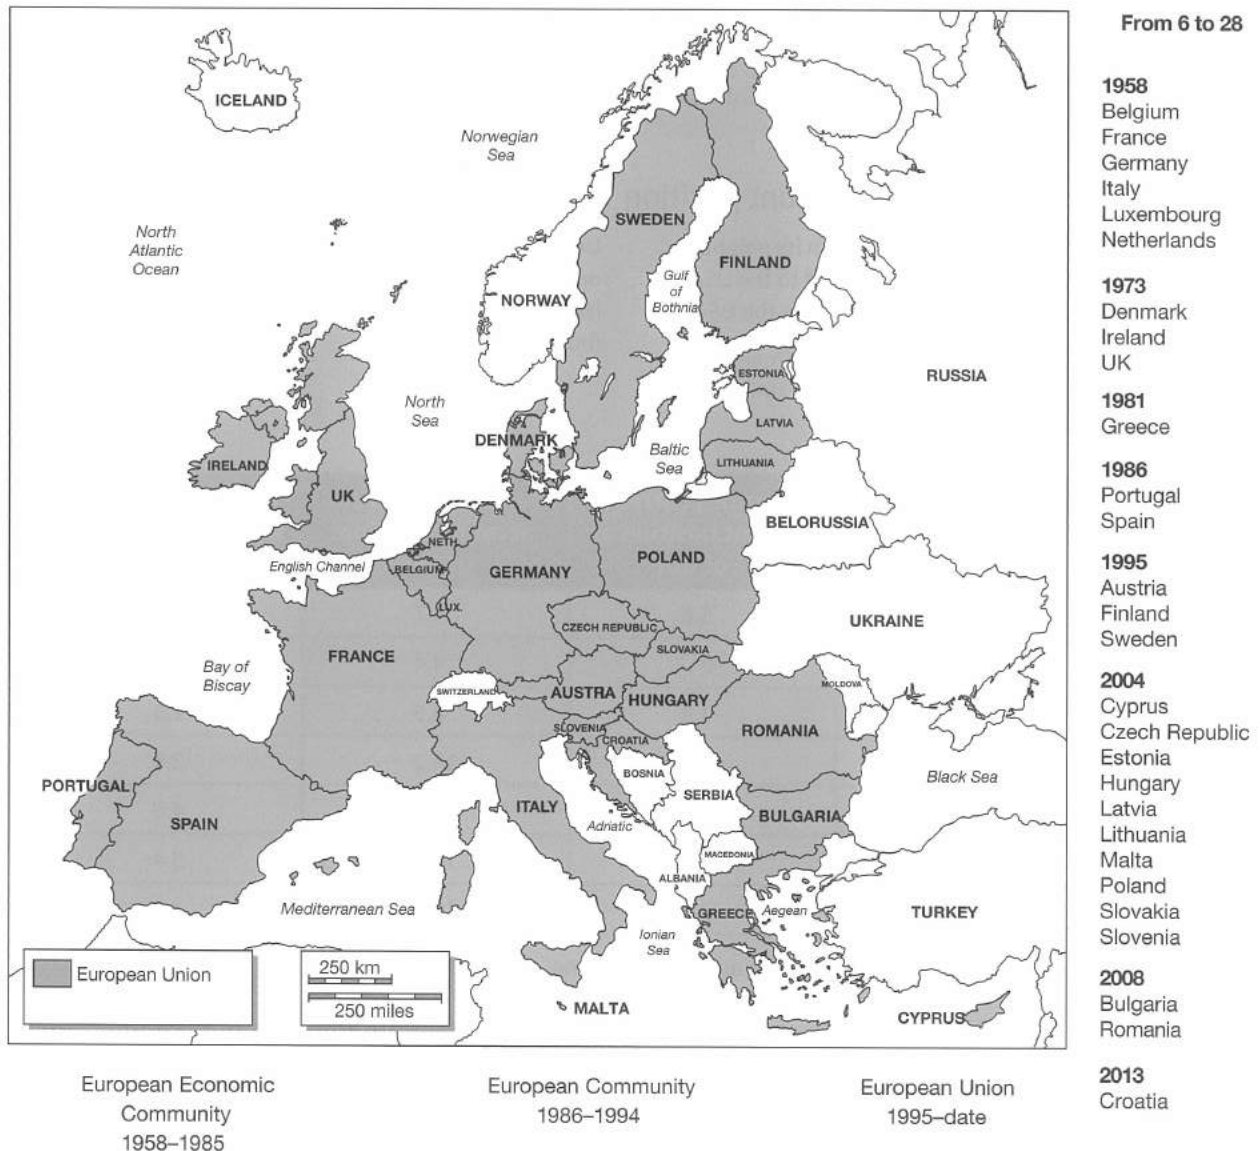 From 6 to 28
1958
Belgium
France
Germany
Italy
Luxembourg
Netherlands
1973
Denmark
Ireland
UK
1981
Greece
1986
Portugal
Spain
1995
Austria
Finland
Sweden
2004
Cyprus
Czech Republic
Estonia
Hungary
Latvia
Lithuania
Malta
Poland
Slovakia
Slovenia
2008
Bulgaria
Romania
2013
Croatia
ICELAND
Norwegian
Sea
North
Atlantic
Ocean
SWEDEN
FINLAND
Gulf
of
Bothnia
NORWAY
RUSSIA
ESTONIA
North
Sea
LATVIA
DENMARK
Baltic
Sea
LITHUANIA
IRELAND
UK
BELORUSSIA
NETH.
English Channel
BELGIUM
GERMANY
POLAND
LUX.
CZECH REPUBLIC
UKRAINE
SLOVAKIA
FRANCE
Bay of
Biscay
SWITZERLAND
AUSTRA
HUNGARY
MOLDOVA
SLOVENIA
CROATIA
ROMANIA
BOSNIA
Black Sea
PORTUGAL
SERBIA
ITALY
SPAIN
Adriatic
BULGARIA
MACEDONIA
ALBANIA
Mediterranean Sea
GREECE
Aegean
TURKEY
Ionian
Sea
European Union
250 km
250 miles
MALTA
CYPRUS
European Economic
Community
1958–1985
European Community
1986–1994
European Union
1995–date